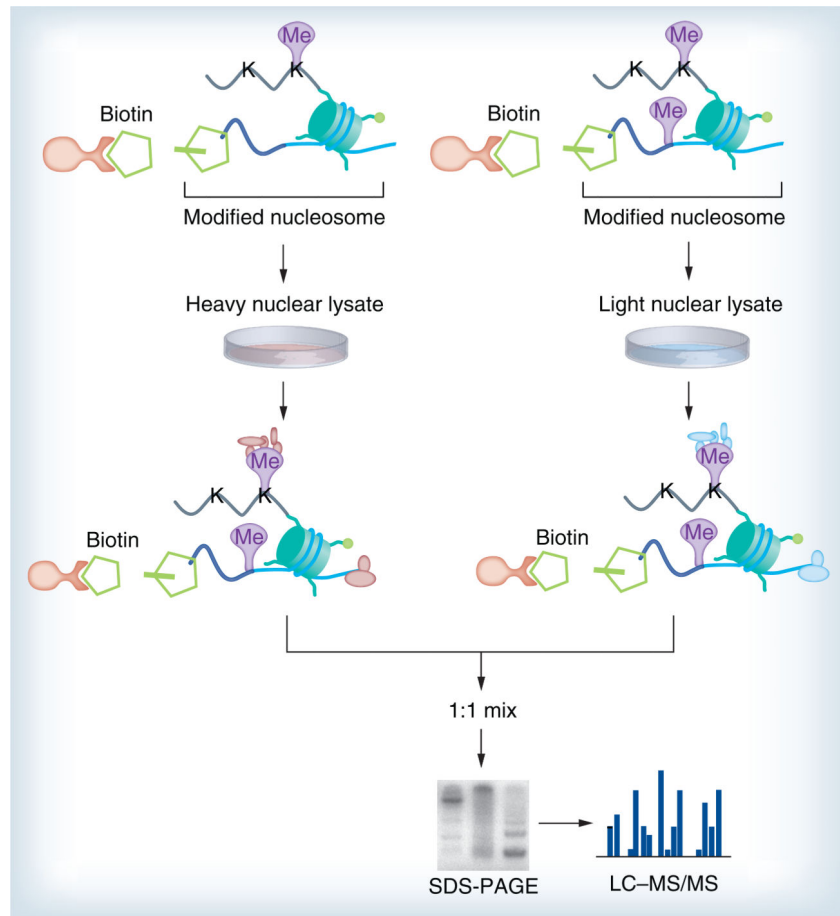 Me
Me
K K
K K
Me
Biotin
Biotin
Modified nucleosome
Modified nucleosome
Heavy nuclear lysate
Light nuclear lysate
Me
Me
K K
K K
Me
Me
Biotin
Biotin
1:1 mix
SDS-PAGE
LC–MS/MS